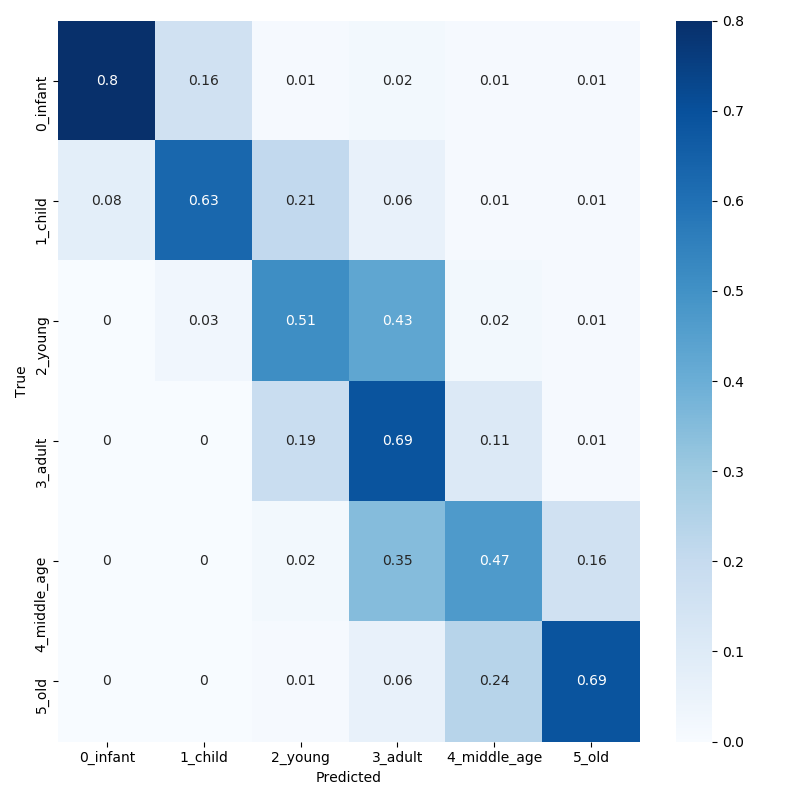 0_infant 0.8 0.16 0.01 0.02 0.01 0.01
1_child 0.08 0.63 0.21 0.06 0.01 0.01
2_young 0 0.03 0.51 0.43 0.02 0.01
3_adult 0 0 0.19 0.69 0.11 0.01
4_middle_age 0 0 0.02 0.35 0.47 0.16
5_old 0 0 0.01 0.06 0.24 0.69
True
0_infant 1_child 2_young 3_adult 4_middle_age 5_old
Predicted
0.8
0.7
0.6
0.5
0.4
0.3
0.2
0.1
0.0